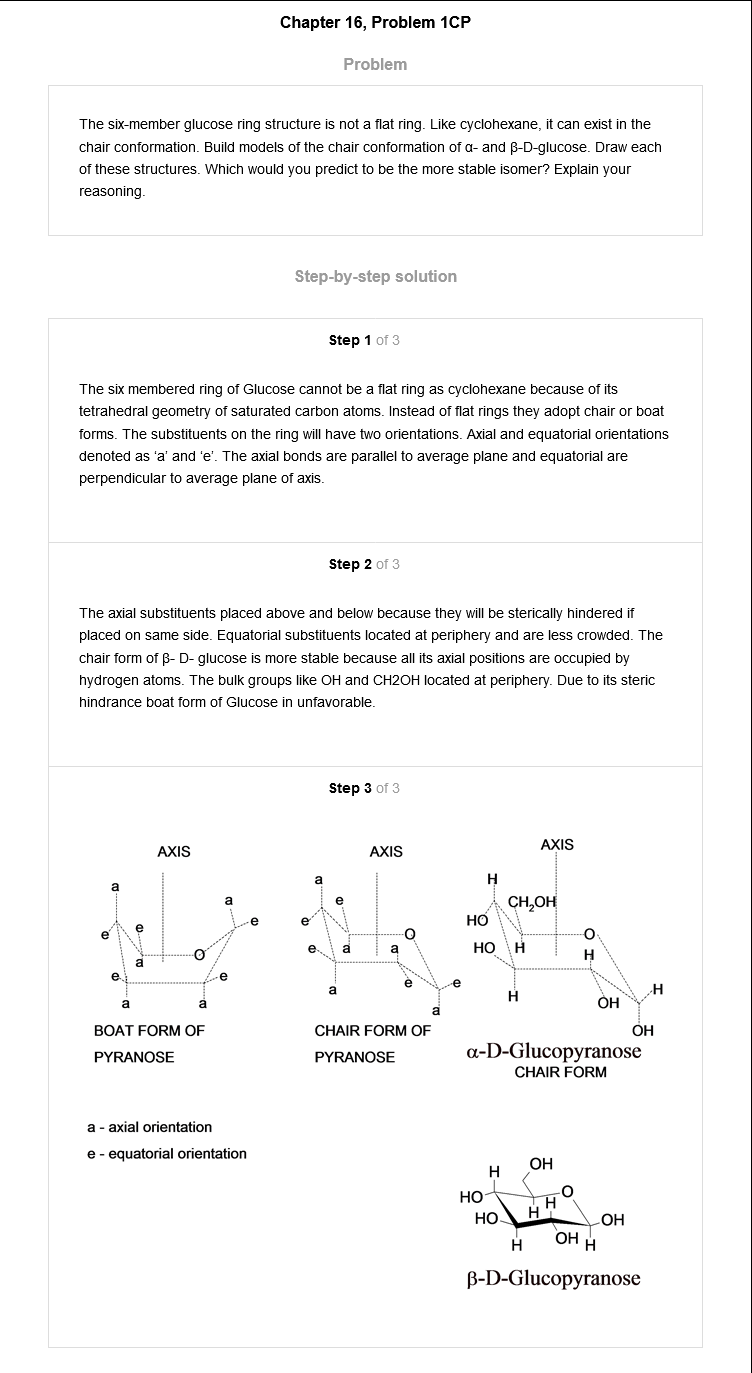 Chapter 16, Problem 1CP
Problem
The six-member glucose ring structure is not a flat ring. Like cyclohexane, it can exist in the
chair conformation. Build models of the chair conformation of α- and β-D-glucose. Draw each
of these structures. Which would you predict to be the more stable isomer? Explain your
reasoning.
Step-by-step solution
Step 1 of 3
The six membered ring of Glucose cannot be a flat ring as cyclohexane because of its
tetrahedral geometry of saturated carbon atoms. Instead of flat rings they adopt chair or boat
forms. The substituents on the ring will have two orientations. Axial and equatorial orientations
denoted as ‘a’ and ‘e’. The axial bonds are parallel to average plane and equatorial are
perpendicular to average plane of axis.
Step 2 of 3
The axial substituents placed above and below because they will be sterically hindered if
placed on same side. Equatorial substituents located at periphery and are less crowded. The
chair form of β- D- glucose is more stable because all its axial positions are occupied by
hydrogen atoms. The bulk groups like OH and CH2OH located at periphery. Due to its steric
hindrance boat form of Glucose in unfavorable.
Step 3 of 3
AXIS
a
a
e
e
e
a
O
e
e
a
a
BOAT FORM OF
PYRANOSE
AXIS
a
e
e
O
e
a
a
e
e
a
a
CHAIR FORM OF
PYRANOSE
AXIS
H
CH₂OH
HO
O
HO
H
H
H
H
OH
OH
α-D-Glucopyranose
CHAIR FORM
a - axial orientation
e - equatorial orientation
OH
H
O
HO
H
H
HO
OH
OH
H
H
β-D-Glucopyranose